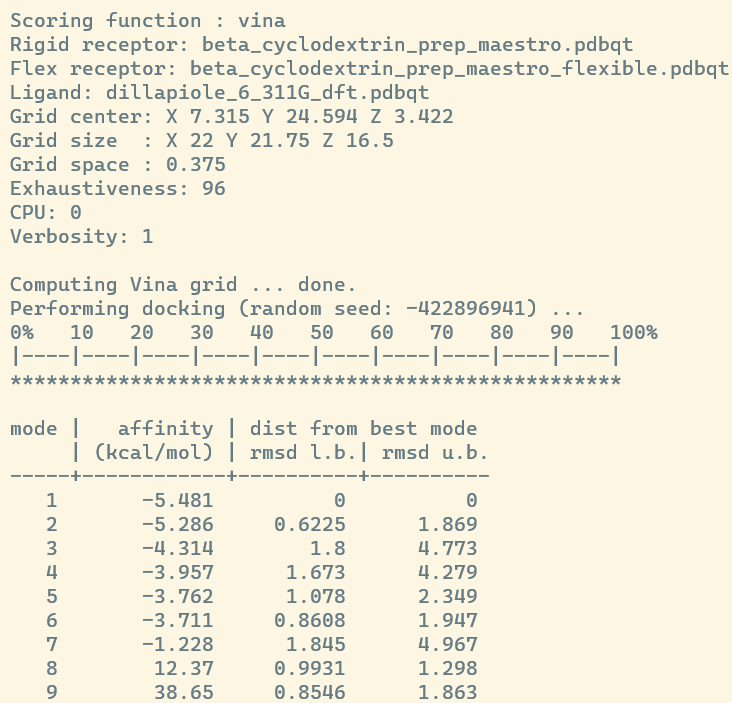 Scoring function : vina
Rigid receptor: beta_cyclodextrin_prep_maestro.pdbqt
Flex receptor: beta_cyclodextrin_prep_maestro_flexible.pdbqt
Ligand: dillapiole_6_311G_dft.pdbqt
Grid center: X 7.315 Y 24.594 Z 3.422
Grid size  : X 22 Y 21.75 Z 16.5
Grid space : 0.375
Exhaustiveness: 96
CPU: 0
Verbosity: 1

Computing Vina grid ... done.
Performing docking (random seed: -422896941) ...
0%   10   20   30   40   50   60   70   80   90   100%
|----|----|----|----|----|----|----|----|----|----|
***************************************************

mode |   affinity | dist from best mode
     | (kcal/mol) | rmsd l.b.| rmsd u.b.
-----+------------+----------+----------
   1       -5.481          0          0
   2       -5.286     0.6225      1.869
   3       -4.314        1.8      4.773
   4       -3.957      1.673      4.279
   5       -3.762      1.078      2.349
   6       -3.711     0.8608      1.947
   7       -1.228      1.845      4.967
   8        12.37     0.9931      1.298
   9        38.65     0.8546      1.863